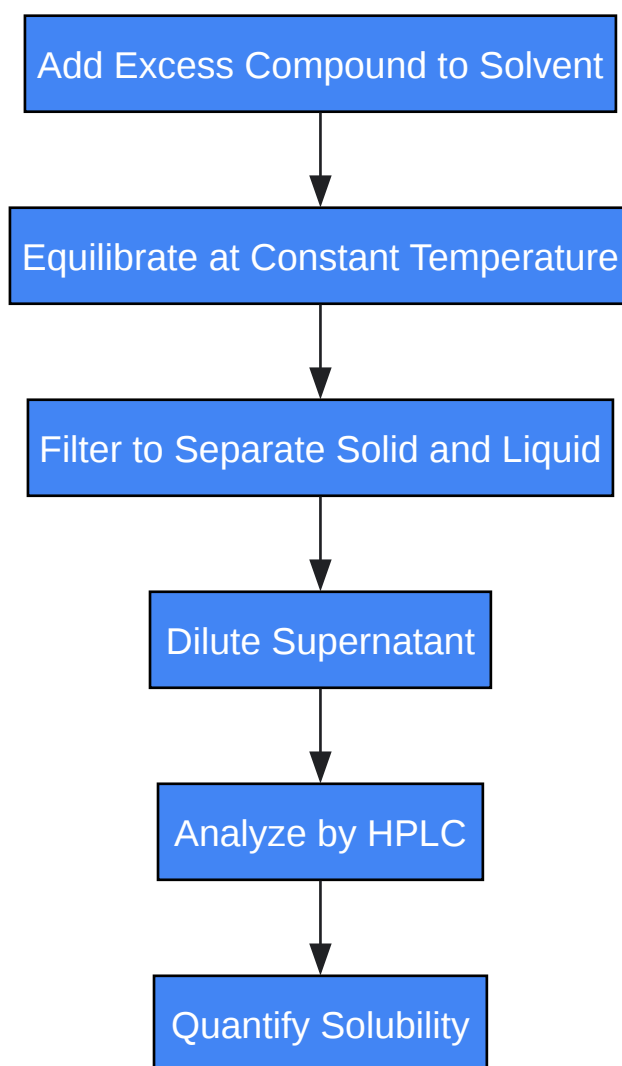 Add Excess Compound to Solvent
Equilibrate at Constant Temperature
Filter to Separate Solid and Liquid
Dilute Supernatant
Analyze by HPLC
Quantify Solubility